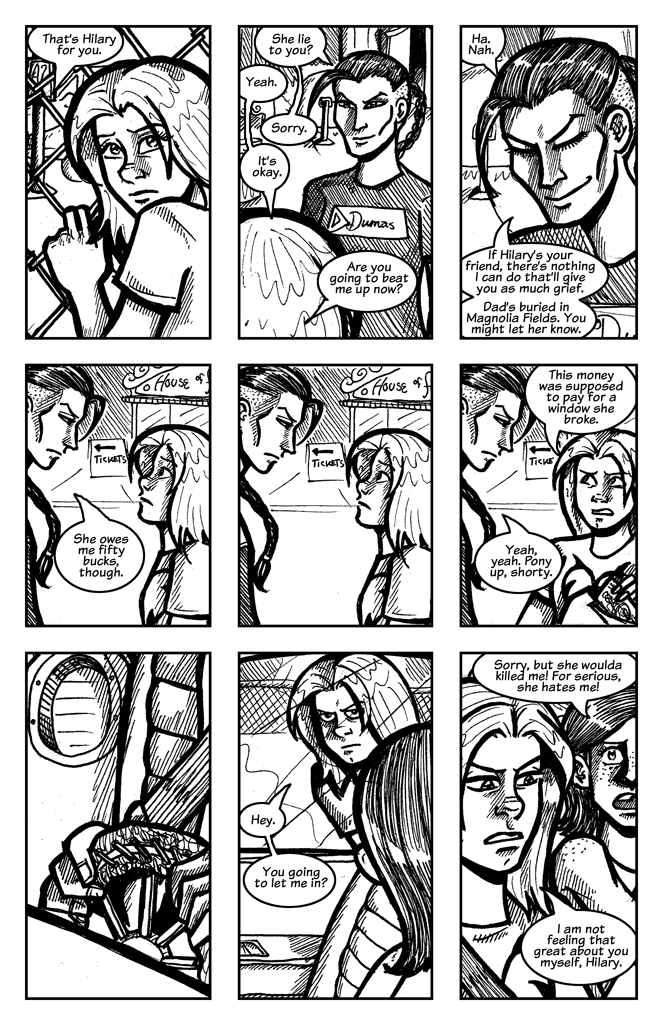 That's Hilary
for you.
She lie
to you?
Yeah.
Sorry.
It's
okay.
Dumas
Are you
going to beat
me up now?
Ha.
Nah.
If Hilary's your
friend, there's nothing
I can do that'll give
you as much grief.
Dad's buried in
Magnolia Fields. You
might let her know.
House of
Tickets
She owes
me fifty
bucks,
though.
House of
Tickets
This money
was supposed
to pay for a
window she
broke.
Ticke
Yeah,
yeah. Pony
up, shorty.
Hey.
You going
to let me in?
Sorry, but she woulda
killed me! For serious,
she hates me!
I am not
feeling that
great about you
myself, Hilary.